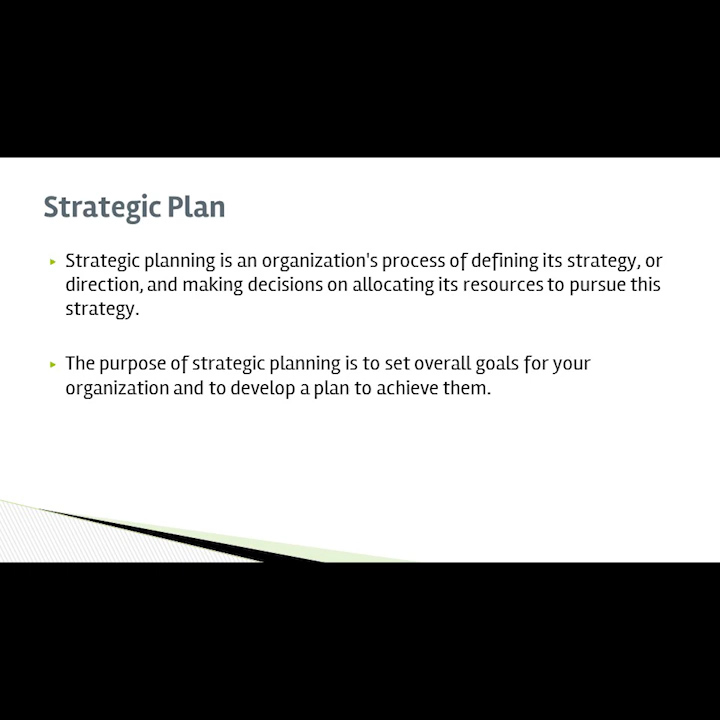 Strategic Plan
Strategic planning is an organization's process of defining its strategy, or
direction, and making decisions on allocating its resources to pursue this
strategy.
The purpose of strategic planning is to set overall goals for your
organization and to develop a plan to achieve them.